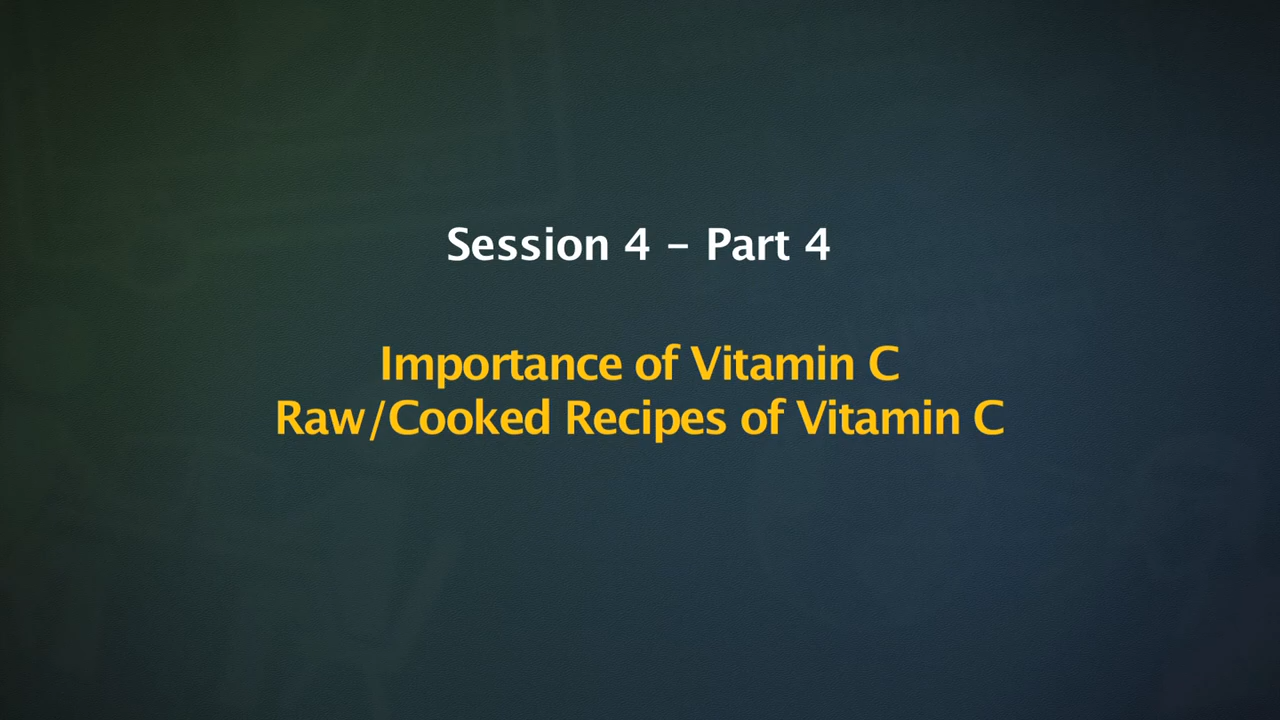 Session 4 – Part 4
Importance of Vitamin C
Raw/Cooked Recipes of Vitamin C